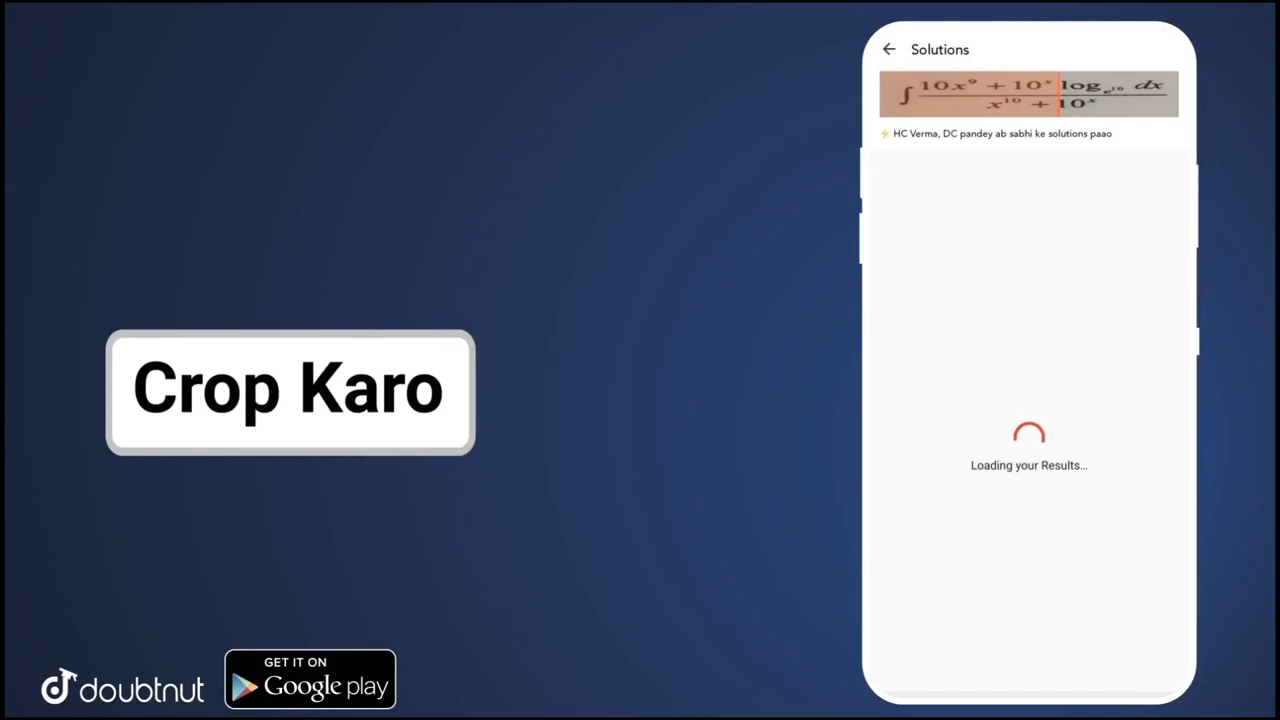 Solutions
∫ (10x⁹ + 10ˣ logₑ10 dx) / (x¹⁰ + 10ˣ)
HC Verma, DC pandey ab sabhi ke solutions paao
Crop Karo
Loading your Results...
doubtnut
GET IT ON
Google play